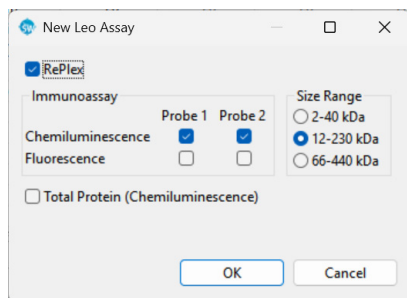 New Leo Assay
RePlex
Immunoassay
Probe 1 Probe 2
Chemiluminescence
Fluorescence
Size Range
2-40 kDa
12-230 kDa
66-440 kDa
Total Protein (Chemiluminescence)
OK Cancel